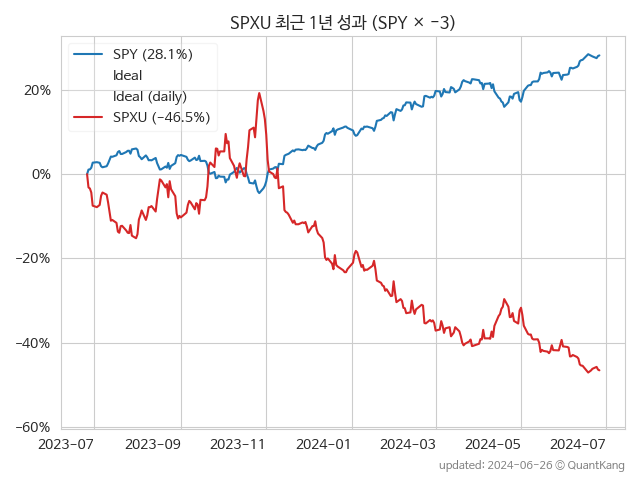 SPXU 최근 1년 성과 (SPY × −3)
SPY (28.1%)
Ideal
Ideal (daily)
SPXU (−46.5%)
20%
0%
−20%
−40%
−60%
2023-07 2023-09 2023-11 2024-01 2024-03 2024-05 2024-07
updated: 2024-06-26 © QuantKang